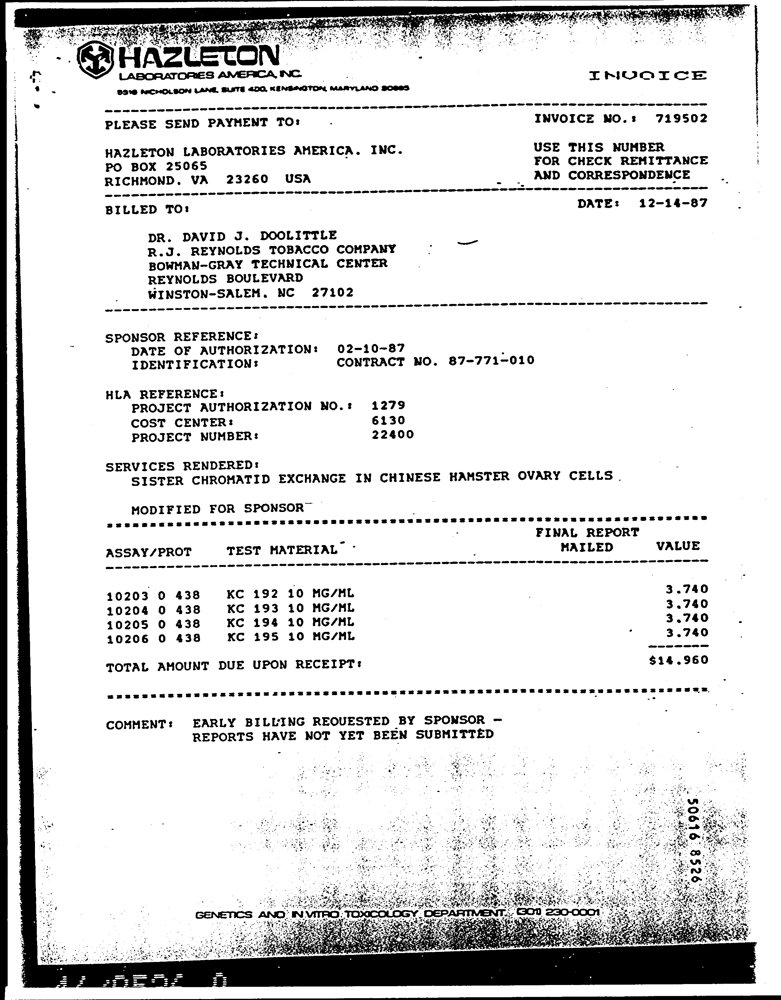 HAZLETON
LABORATORIES AMERICA, INC.
INVOICE
PLEASE SEND PAYMENT TO:
INVOICE NO.: 719502
HAZLETON LABORATORIES AMERICA. INC.
PO BOX 25065
RICHMOND. VA 23260 USA
USE THIS NUMBER
FOR CHECK REMITTANCE
AND CORRESPONDENCE
BILLED TO:
DATE: 12-14-87
DR. DAVID J. DOOLITTLE
R.J. REYNOLDS TOBACCO COMPANY
BOWMAN-GRAY TECHNICAL CENTER
REYNOLDS BOULEVARD
WINSTON-SALEM. NC 27102
SPONSOR REFERENCE:
DATE OF AUTHORIZATION: 02-10-87
IDENTIFICATION: CONTRACT NO. 87-771-010
HLA REFERENCE:
PROJECT AUTHORIZATION NO.: 1279
COST CENTER: 6130
PROJECT NUMBER: 22400
SERVICES RENDERED:
SISTER CHROMATID EXCHANGE IN CHINESE HAMSTER OVARY CELLS
MODIFIED FOR SPONSOR
FINAL REPORT
ASSAY/PROT TEST MATERIAL MAILED VALUE
10203 0 438 KC 192 10 MG/ML 3.740
10204 0 438 KC 193 10 MG/ML 3.740
10205 0 438 KC 194 10 MG/ML 3.740
10206 0 438 KC 195 10 MG/ML 3.740
TOTAL AMOUNT DUE UPON RECEIPT: $14.960
COMMENT: EARLY BILLING REQUESTED BY SPONSOR -
REPORTS HAVE NOT YET BEEN SUBMITTED
50616 8526
GENETICS AND IN VITRO TOXICOLOGY DEPARTMENT, (301) 230-0001